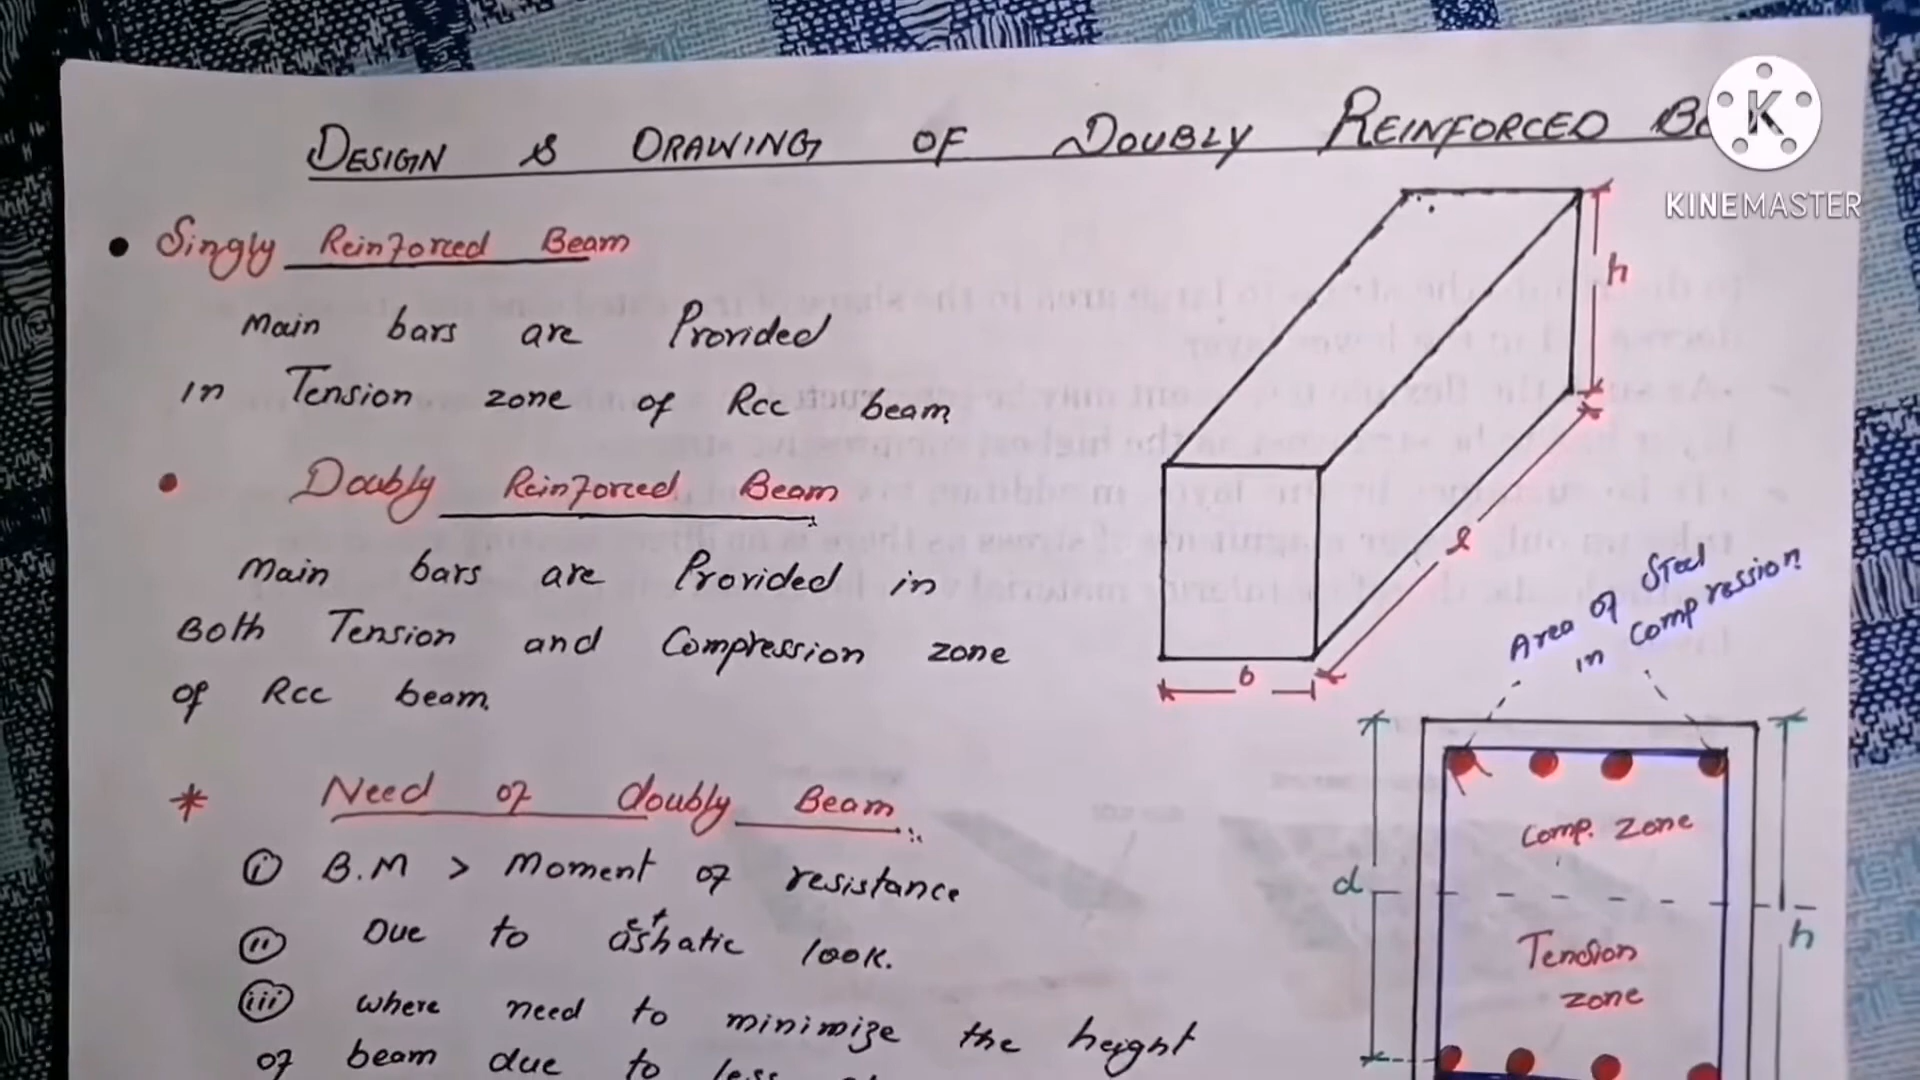 DESIGN & DRAWING OF DOUBLY REINFORCED
K
KINEMASTER
• Singly Reinforced Beam
Main bars are Provided
in Tension zone of Rcc beam
• Doubly Reinforced Beam
Main bars are Provided in
Both Tension and Compression zone
of Rcc beam.
* Need of doubly Beam
(i) B.M > Moment of resistance
(ii) Due to look.
(iii) where need to minimize the height
of beam due to less
h
l
b
Area of Steel
in Compression
Comp. Zone
d
h
Tension
zone